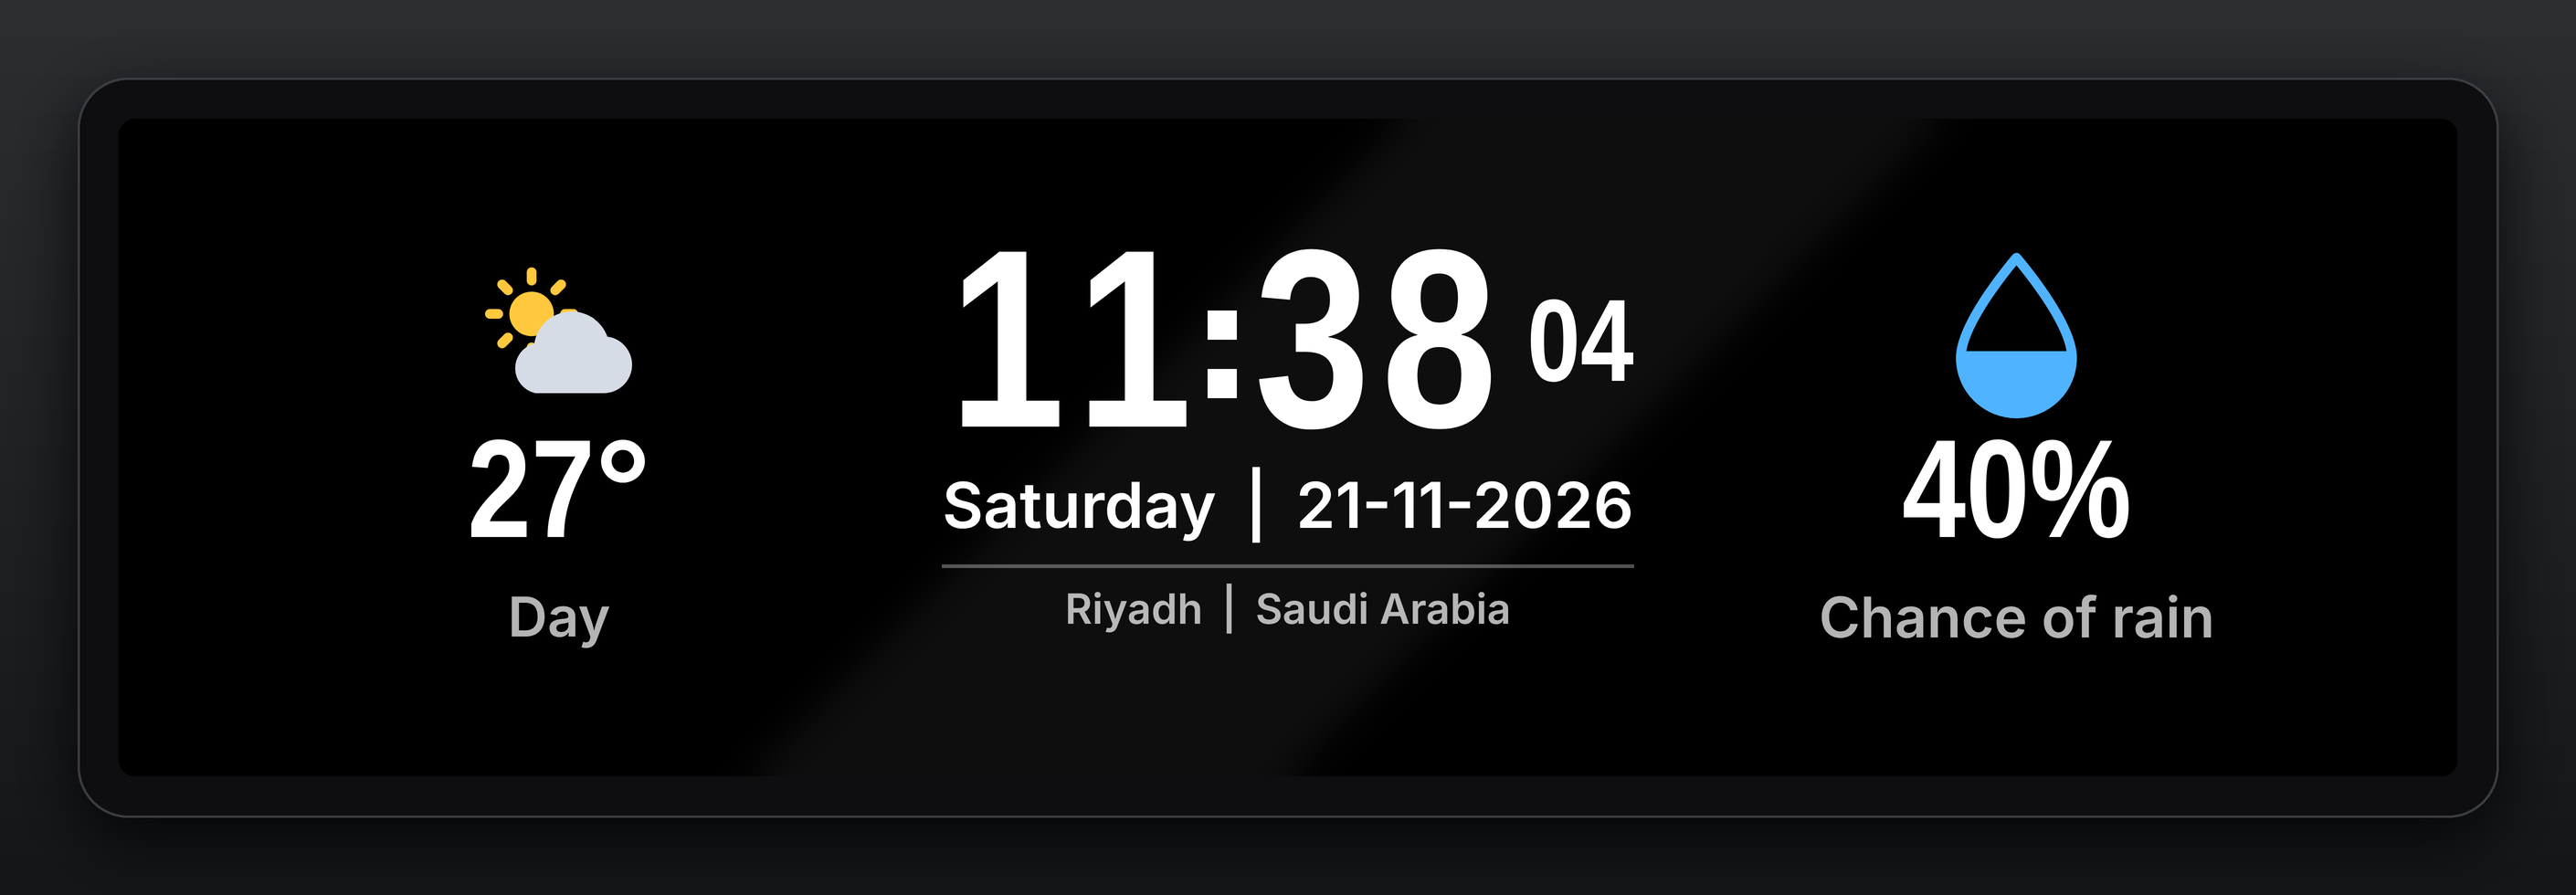 27°
Day
11:38 04
Saturday | 21-11-2026
Riyadh | Saudi Arabia
40%
Chance of rain